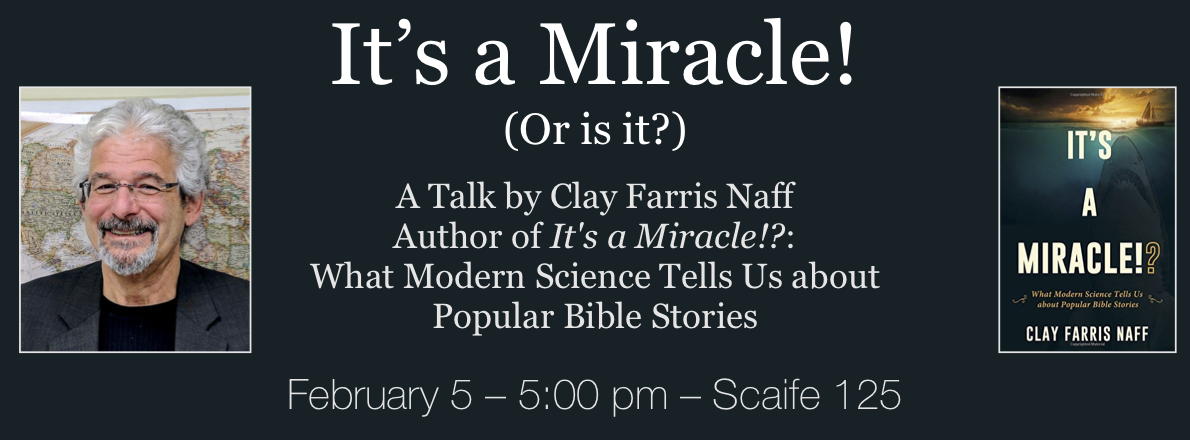 It’s a Miracle!
(Or is it?)
A Talk by Clay Farris Naff
Author of It's a Miracle!?:
What Modern Science Tells Us about
Popular Bible Stories
February 5 – 5:00 pm – Scaife 125
IT'S
A
MIRACLE!?
What Modern Science Tells Us
about Popular Bible Stories
CLAY FARRIS NAFF